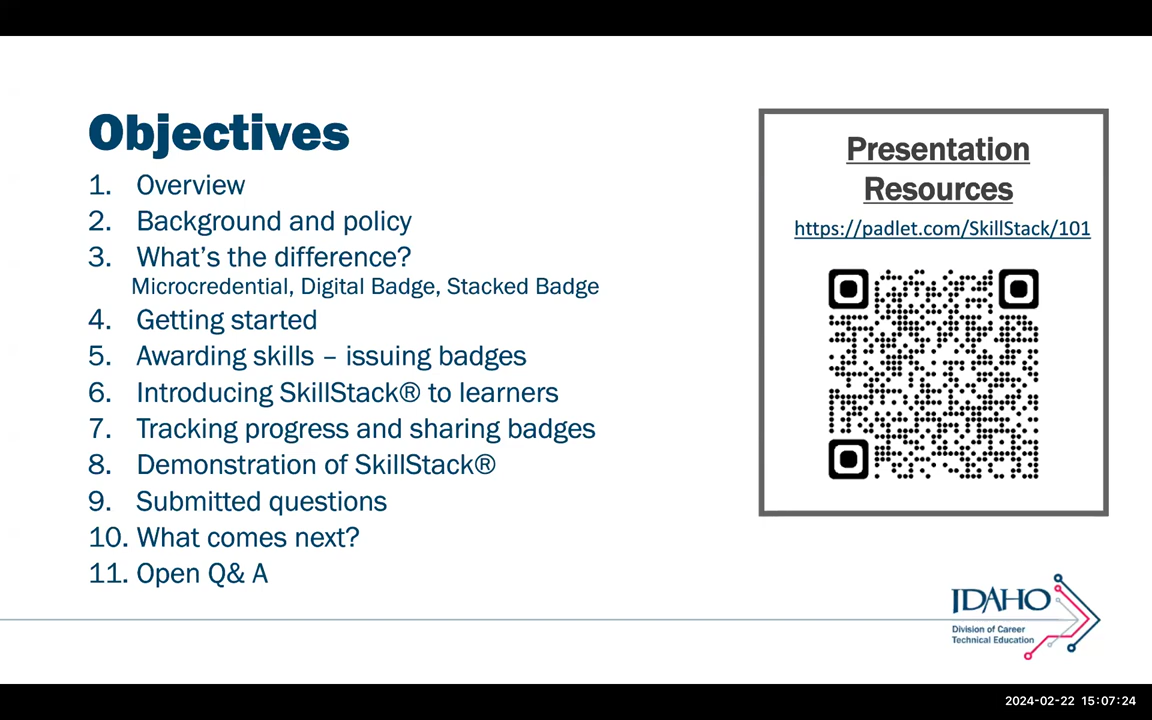 Objectives
1. Overview
2. Background and policy
3. What's the difference?
Microcredential, Digital Badge, Stacked Badge
4. Getting started
5. Awarding skills – issuing badges
6. Introducing SkillStack® to learners
7. Tracking progress and sharing badges
8. Demonstration of SkillStack®
9. Submitted questions
10. What comes next?
11. Open Q& A
Presentation
Resources
https://padlet.com/SkillStack/101
IDAHO
Division of Career
Technical Education
2024-02-22 15:07:24